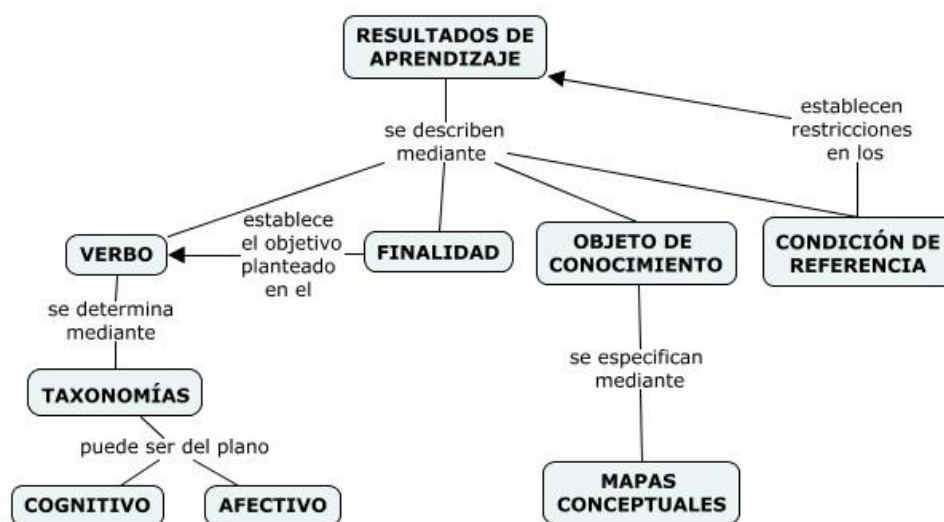 RESULTADOS DE
APRENDIZAJE
se describen
mediante
establecen
restricciones
en los
VERBO
establece
el objetivo
planteado
en el
FINALIDAD
OBJETO DE
CONOCIMIENTO
CONDICIÓN DE
REFERENCIA
se determina
mediante
se especifican
mediante
TAXONOMÍAS
puede ser del plano
COGNITIVO
AFECTIVO
MAPAS
CONCEPTUALES